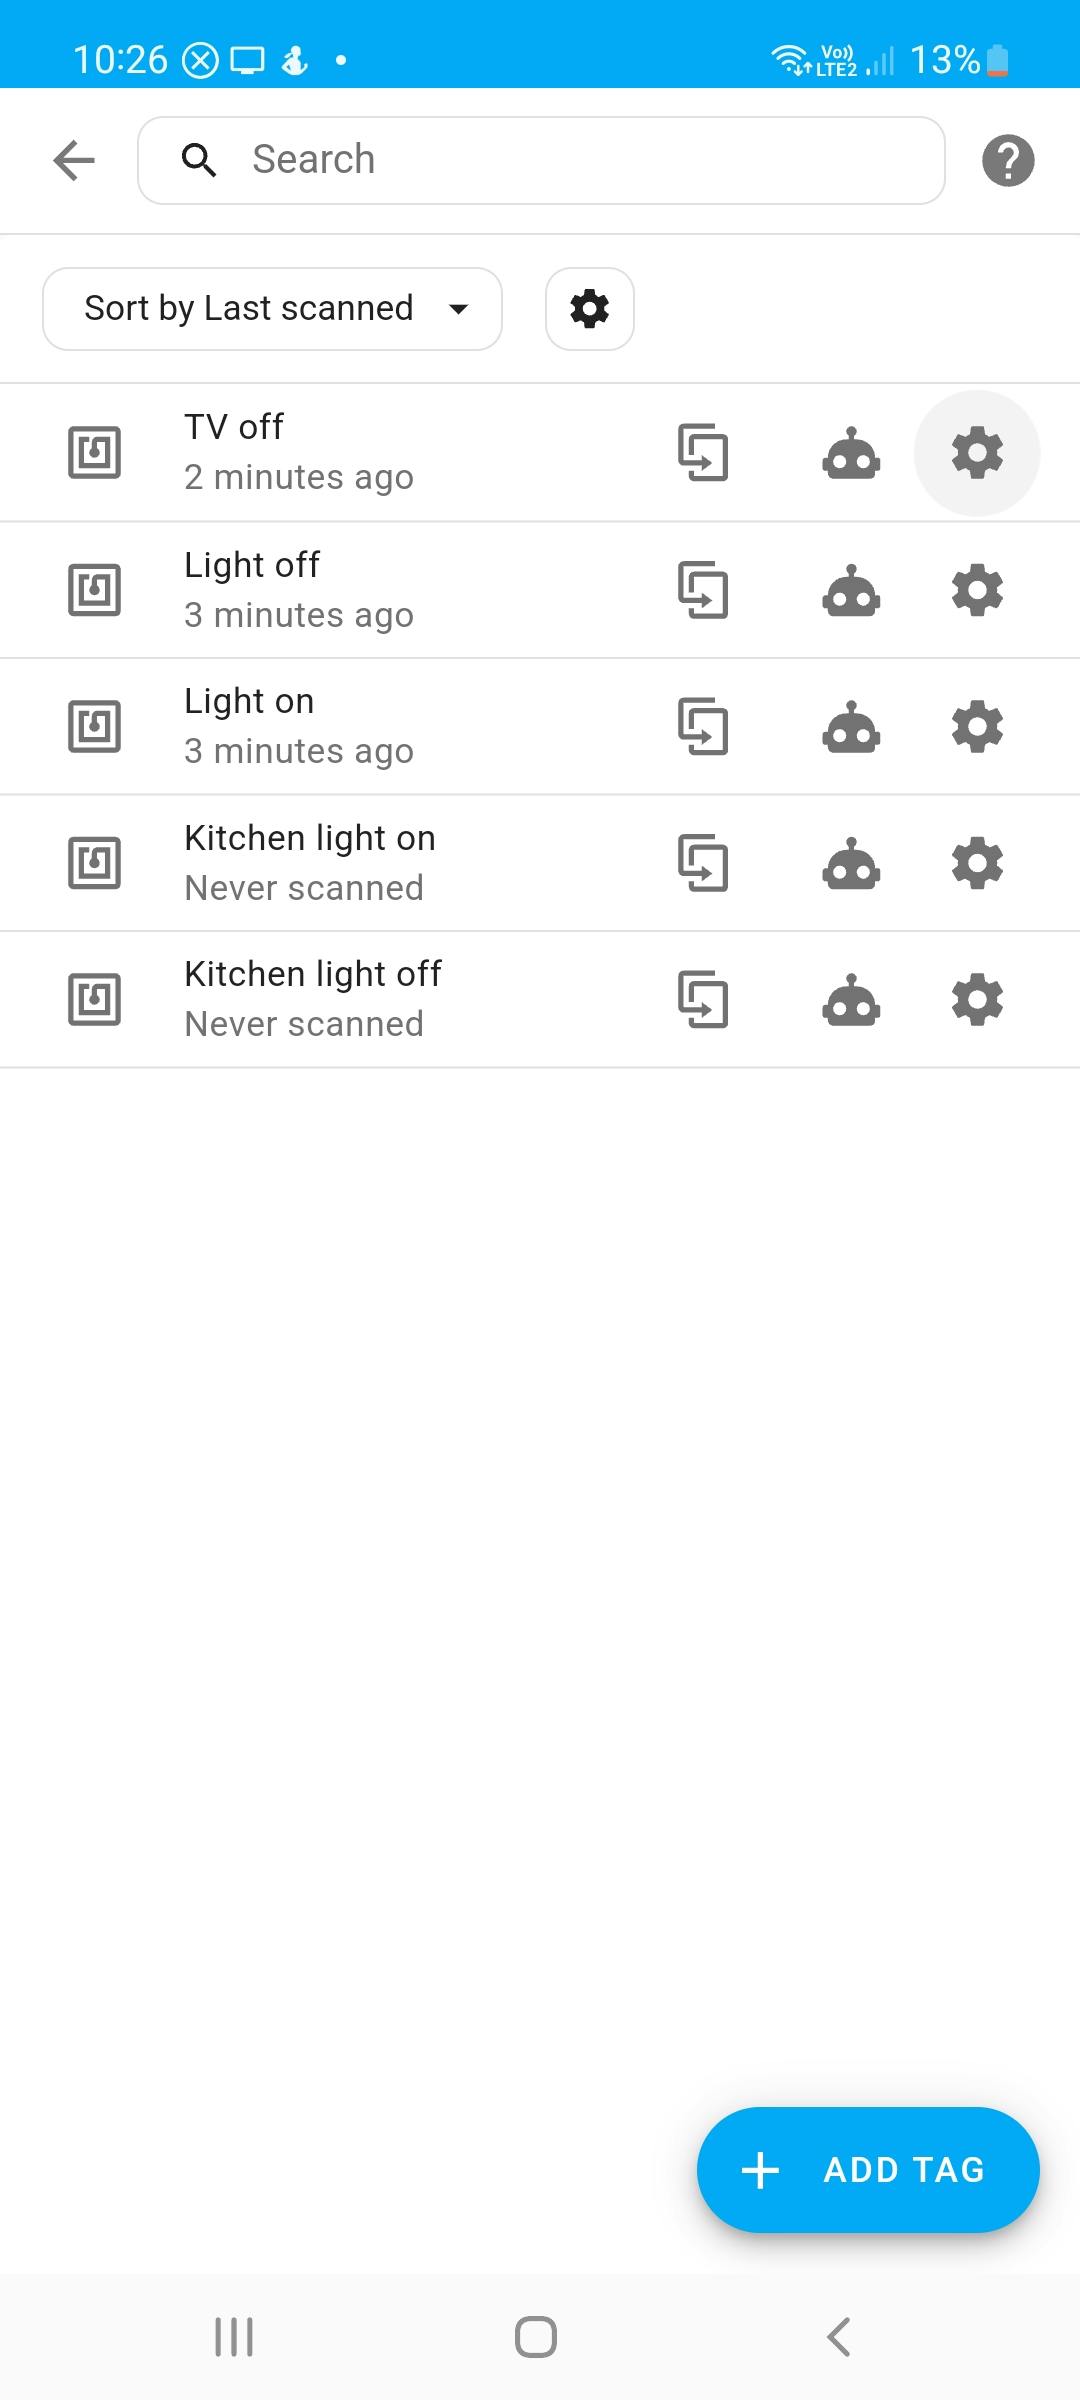 10:26
Vo)) LTE2 13%
Search
Sort by Last scanned
TV off
2 minutes ago
Light off
3 minutes ago
Light on
3 minutes ago
Kitchen light on
Never scanned
Kitchen light off
Never scanned
ADD TAG